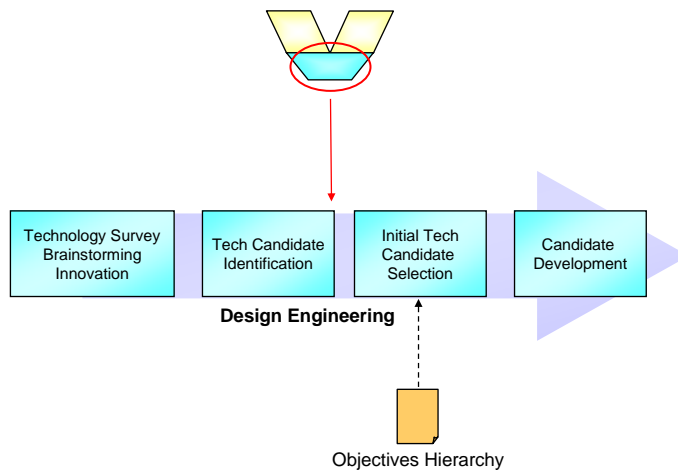 Technology Survey
Brainstorming
Innovation
Tech Candidate
Identification
Initial Tech
Candidate
Selection
Candidate
Development
Design Engineering
Objectives Hierarchy